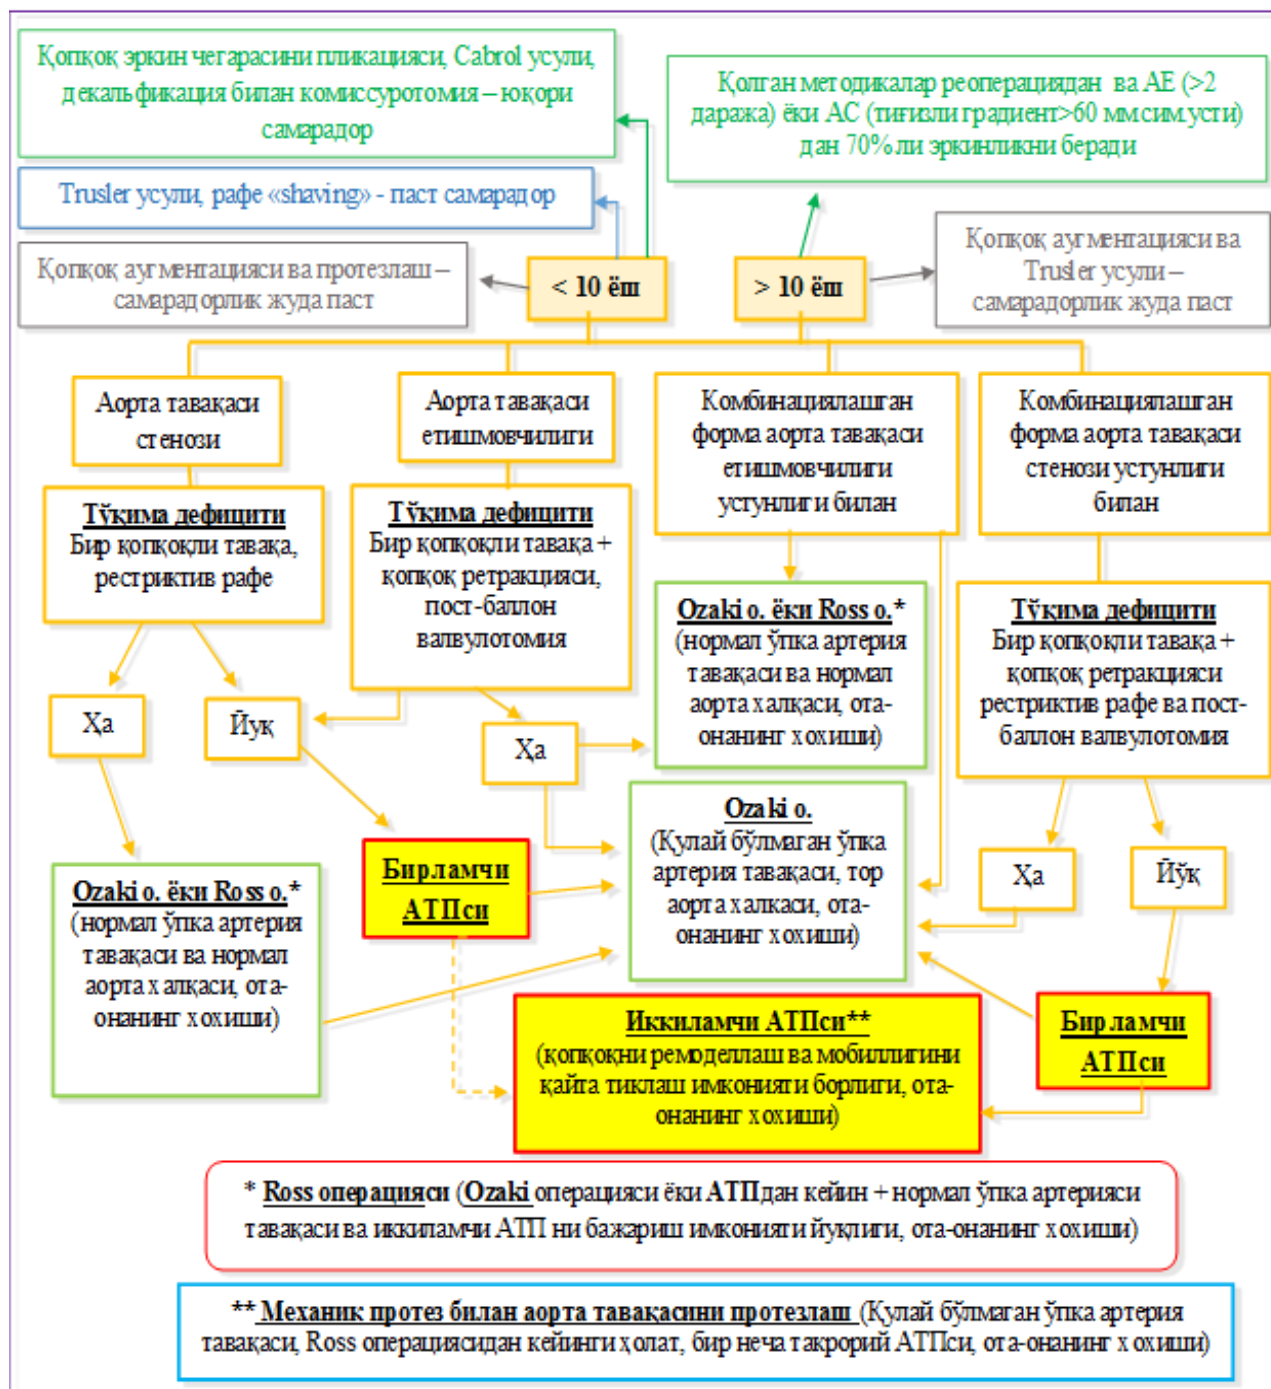 Қопқоқ эркин чегарасини пликацияси, Cabrol усули,
декальфикация билан комиссуротомия – юқори
самарадор
Қолган методикалар реоперациядан ва АЕ (>2
даража) ёки АС (тиғизли градиент>60 мм.сим.усти)
дан 70% ли эркинликни беради
Trusler усули, рафе «shaving» - паст самарадор
Қопқоқ аугментацияси ва протезлаш –
самарадорлик жуда паст
< 10 ёш
> 10 ёш
Қопқоқ аугментацияси ва
Trusler усули –
самарадорлик жуда паст
Аорта тавақаси
стенози
Аорта тавақаси
етишмовчилиги
Комбинациялашган
форма аорта тавақаси
етишмовчилиги
устунлиги билан
Комбинациялашган
форма аорта тавақаси
стенози устунлиги
билан
Тўқима дефицити
Бир қопқоқли тавақа,
рестриктив рафе
Тўқима дефицити
Бир қопқоқли тавақа +
қопқоқ ретракцияси,
пост-баллон
валвулотомия
Ozaki o. ёки Ross o.*
(нормал ўпка артерия
тавақаси ва нормал
аорта халқаси, ота-
онанинг хохиши)
Тўқима дефицити
Бир қопқоқли тавақа +
қопқоқ ретракцияси
рестриктив рафе ва пост-
баллон валвулотомия
Ҳа
Йуқ
Ҳа
Ozaki o.
(Қулай бўлмаган ўпка
артерия тавақаси, тор
аорта халкаси, ота-
онанинг хохиши)
Ҳа
Йўқ
Бирламчи
АТПси
Ozaki o. ёки Ross o.*
(нормал ўпка артерия
тавақаси ва нормал
аорта халқаси, ота-
онанинг хохиши)
Иккиламчи АТПси**
(қопқоқни ремоделлаш ва мобиллигини
қайта тиклаш имконияти борлиги, ота-
онанинг хохиши)
Бирламчи
АТПси
* Ross операцияси (Ozaki операцияси ёки АТПдан кейин + нормал ўпка артерияси
тавақаси ва иккиламчи АТП ни бажариш имконияти йуқлиги, ота-онанинг хохиши)
** Механик протез билан аорта тавақасини протезлаш (Қулай бўлмаган ўпка артерия
тавақаси, Ross операциясидан кейинги ҳолат, бир неча такрорий АТПси, ота-онанинг хохиши)